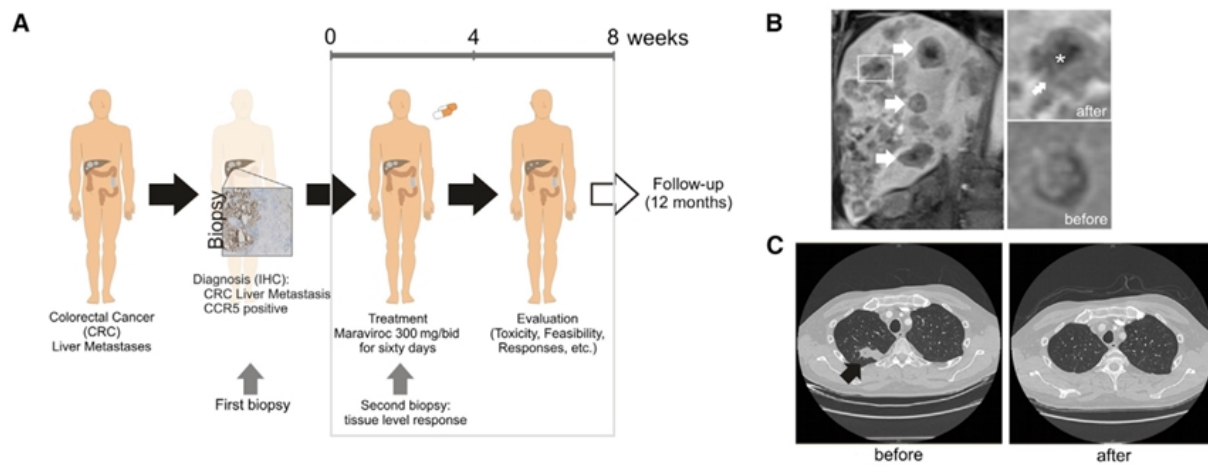 A
0 4 8 weeks
Biopsy
Diagnosis (IHC):
CRC Liver Metastasis
CCR5 positive
Colorectal Cancer
(CRC)
Liver Metastases
Treatment
Maraviroc 300 mg/bid
for sixty days
Evaluation
(Toxicity, Feasibility,
Responses, etc.)
Follow-up
(12 months)
First biopsy
Second biopsy:
tissue level response
B
*
after
before
C
before
after